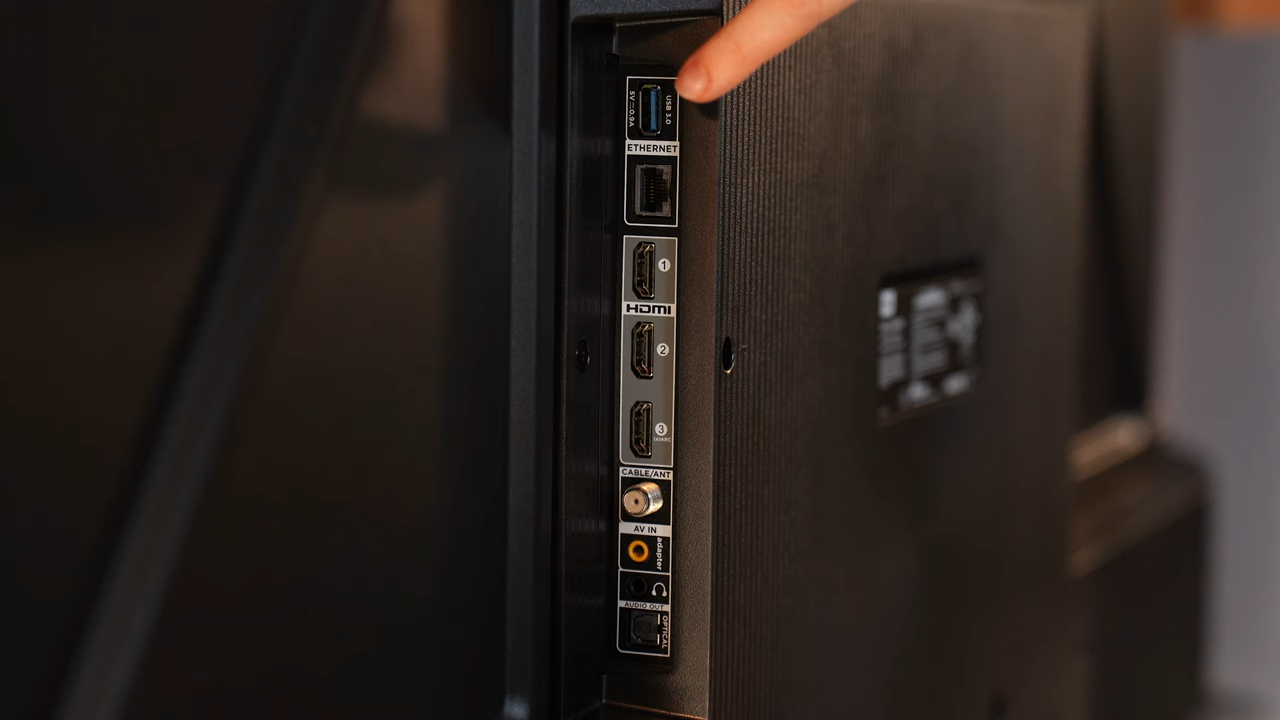 5V⎓0.9A
USB 3.0
ETHERNET
1
HDMI
2
3
(e)ARC
CABLE/ANT
AV IN
adapter
AUDIO OUT
OPTICAL